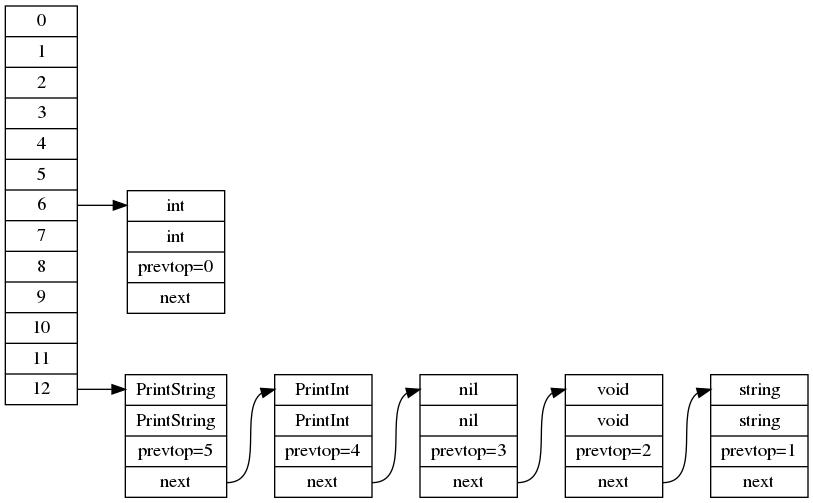 0
1
2
3
4
5
6
7
8
9
10
11
12
int
int
prevtop=0
next
PrintString
PrintString
prevtop=5
next
PrintInt
PrintInt
prevtop=4
next
nil
nil
prevtop=3
next
void
void
prevtop=2
next
string
string
prevtop=1
next